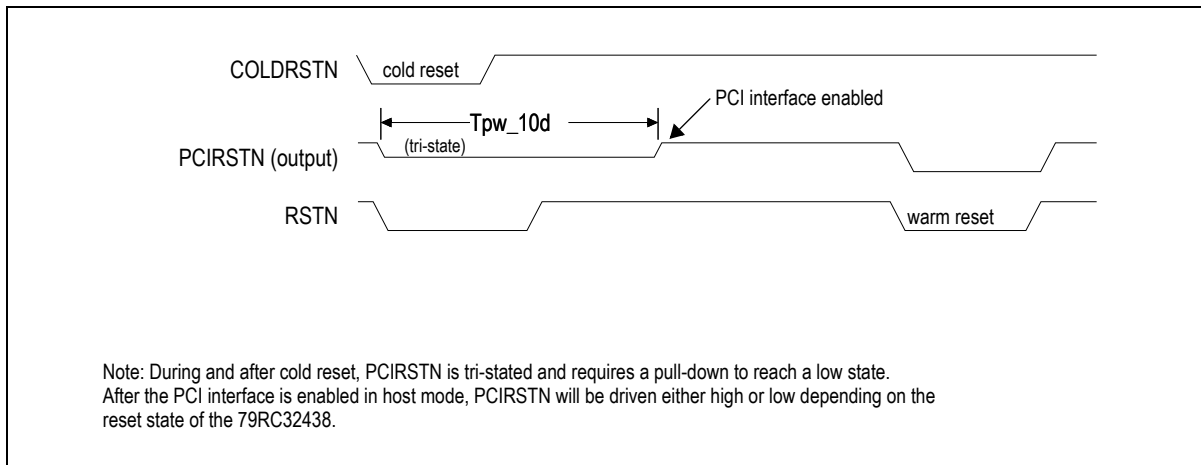 COLDRSTN
cold reset
PCI interface enabled
Tpw_10d
PCIRSTN (output)
(tri-state)
RSTN
warm reset
Note: During and after cold reset, PCIRSTN is tri-stated and requires a pull-down to reach a low state.
After the PCI interface is enabled in host mode, PCIRSTN will be driven either high or low depending on the
reset state of the 79RC32438.